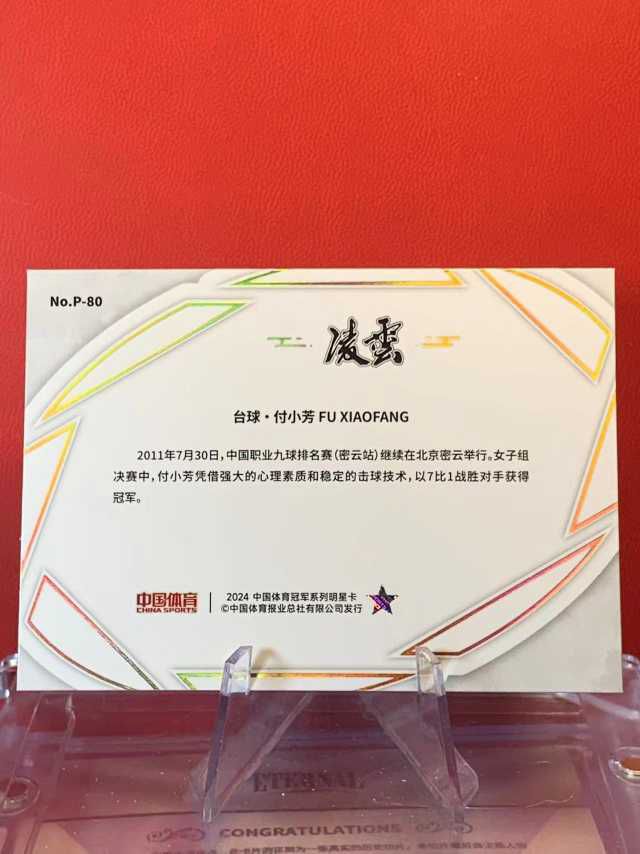 No.P-80
凌雲
台球·付小芳 FU XIAOFANG
2011年7月30日，中国职业九球排名赛（密云站）继续在北京密云举行。女子组
决赛中，付小芳凭借强大的心理素质和稳定的击球技术，以7比1战胜对手获得
冠军。
中国体育
CHINA SPORTS
2024 中国体育冠军系列明星卡
©中国体育报业总社有限公司发行
ETERNAL
CONGRATULATIONS